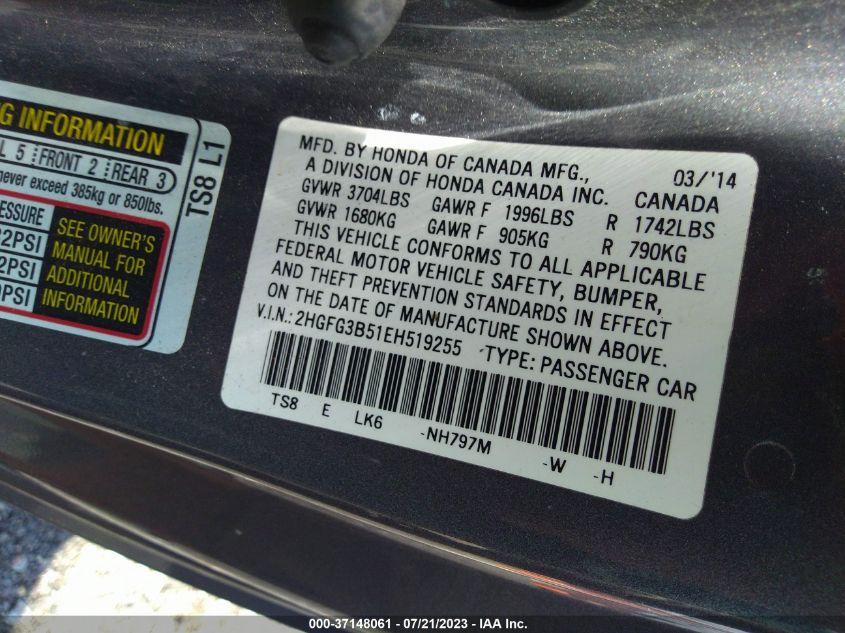 G INFORMATION
L 5 FRONT 2 REAR 3
never exceed 385kg or 850lbs.
TS8 L1
PSI
SEE OWNER'S
MANUAL FOR
ADDITIONAL
INFORMATION
MFD. BY HONDA OF CANADA MFG., 03/'14
A DIVISION OF HONDA CANADA INC. CANADA
GVWR 3704LBS GAWR F 1996LBS R 1742LBS
GVWR 1680KG GAWR F 905KG R 790KG
THIS VEHICLE CONFORMS TO ALL APPLICABLE
FEDERAL MOTOR VEHICLE SAFETY, BUMPER,
AND THEFT PREVENTION STANDARDS IN EFFECT
ON THE DATE OF MANUFACTURE SHOWN ABOVE.
V.I.N.: 2HGFG3B51EH519255 TYPE: PASSENGER CAR
TS8 E LK6 -NH797M -W -H
000-37148061 - 07/21/2023 - IAA Inc.